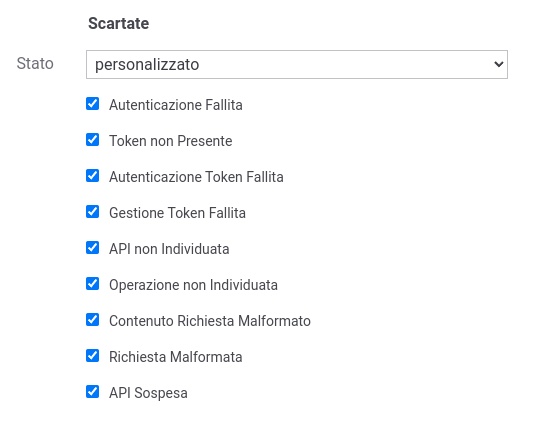 Scartate
Stato personalizzato
Autenticazione Fallita
Token non Presente
Autenticazione Token Fallita
Gestione Token Fallita
API non Individuata
Operazione non Individuata
Contenuto Richiesta Malformato
Richiesta Malformata
API Sospesa